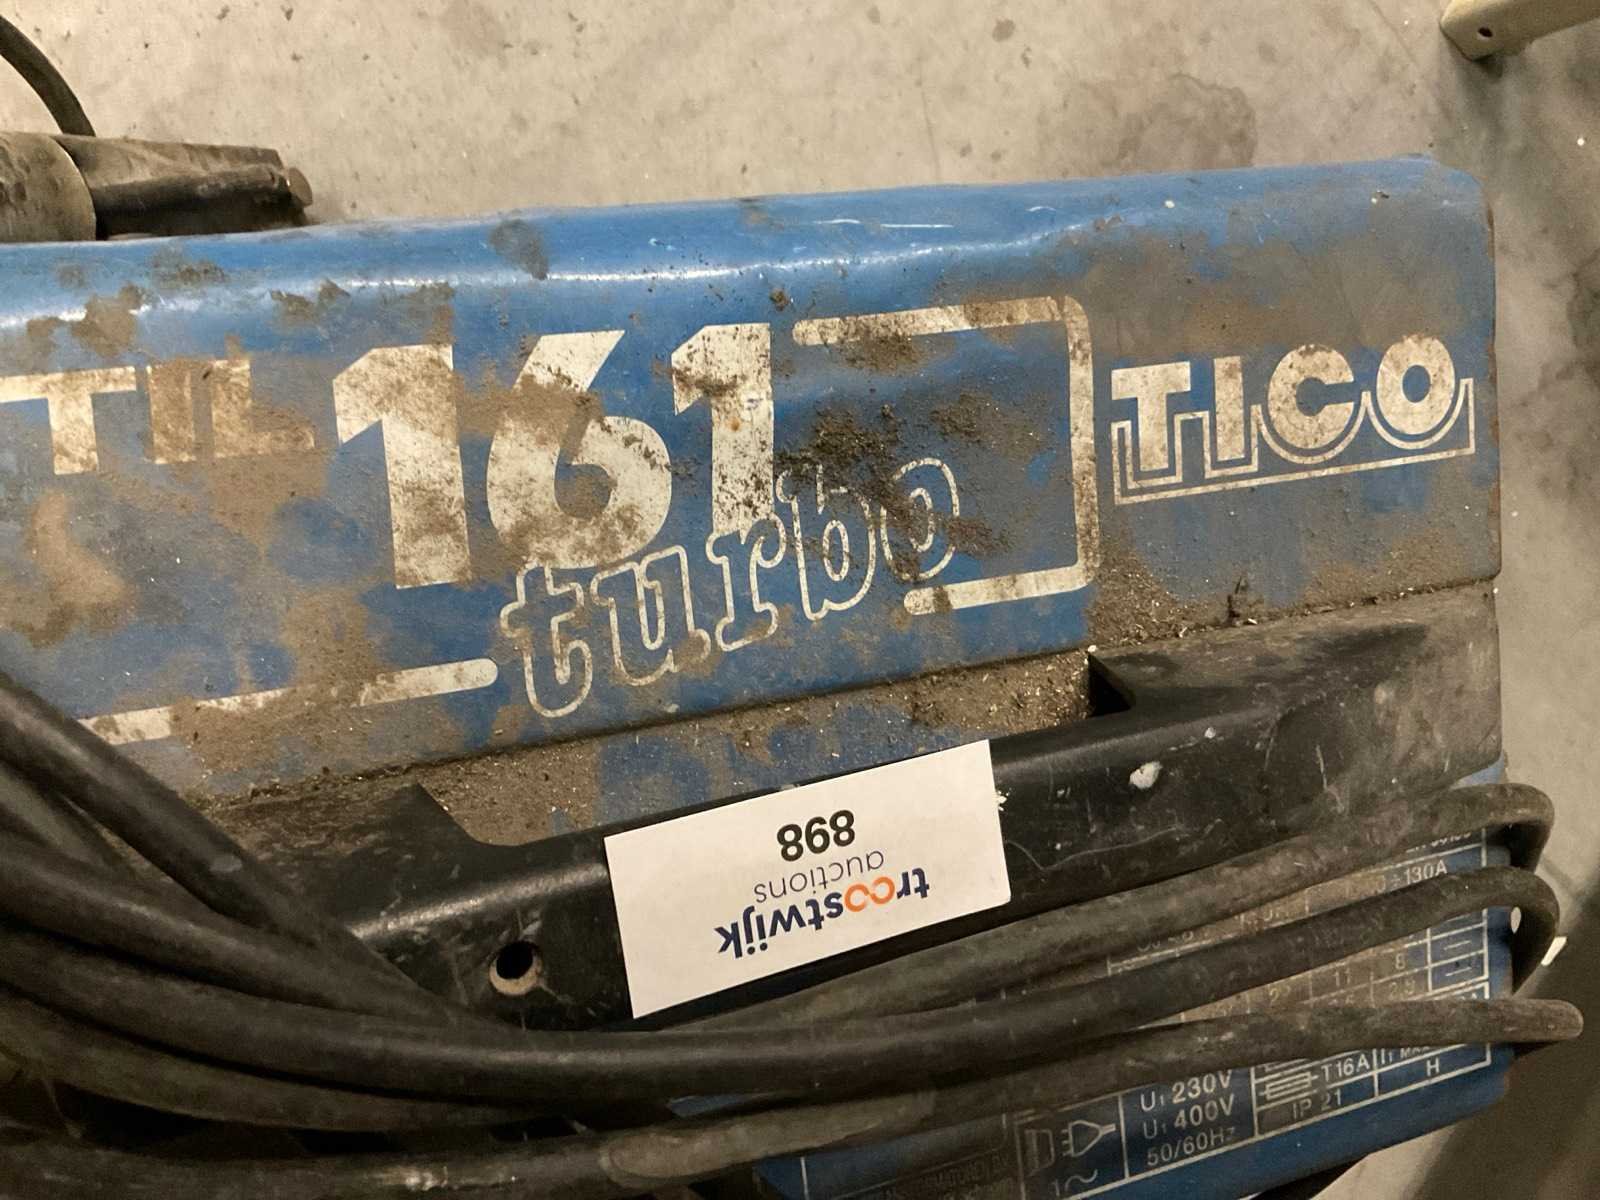 TIL 161
turbo
TICO
troostwijk
auctions
898
130A
11 8
U1 230V
U1 400V
50/60Hz
T16A
IP 21
H
1~